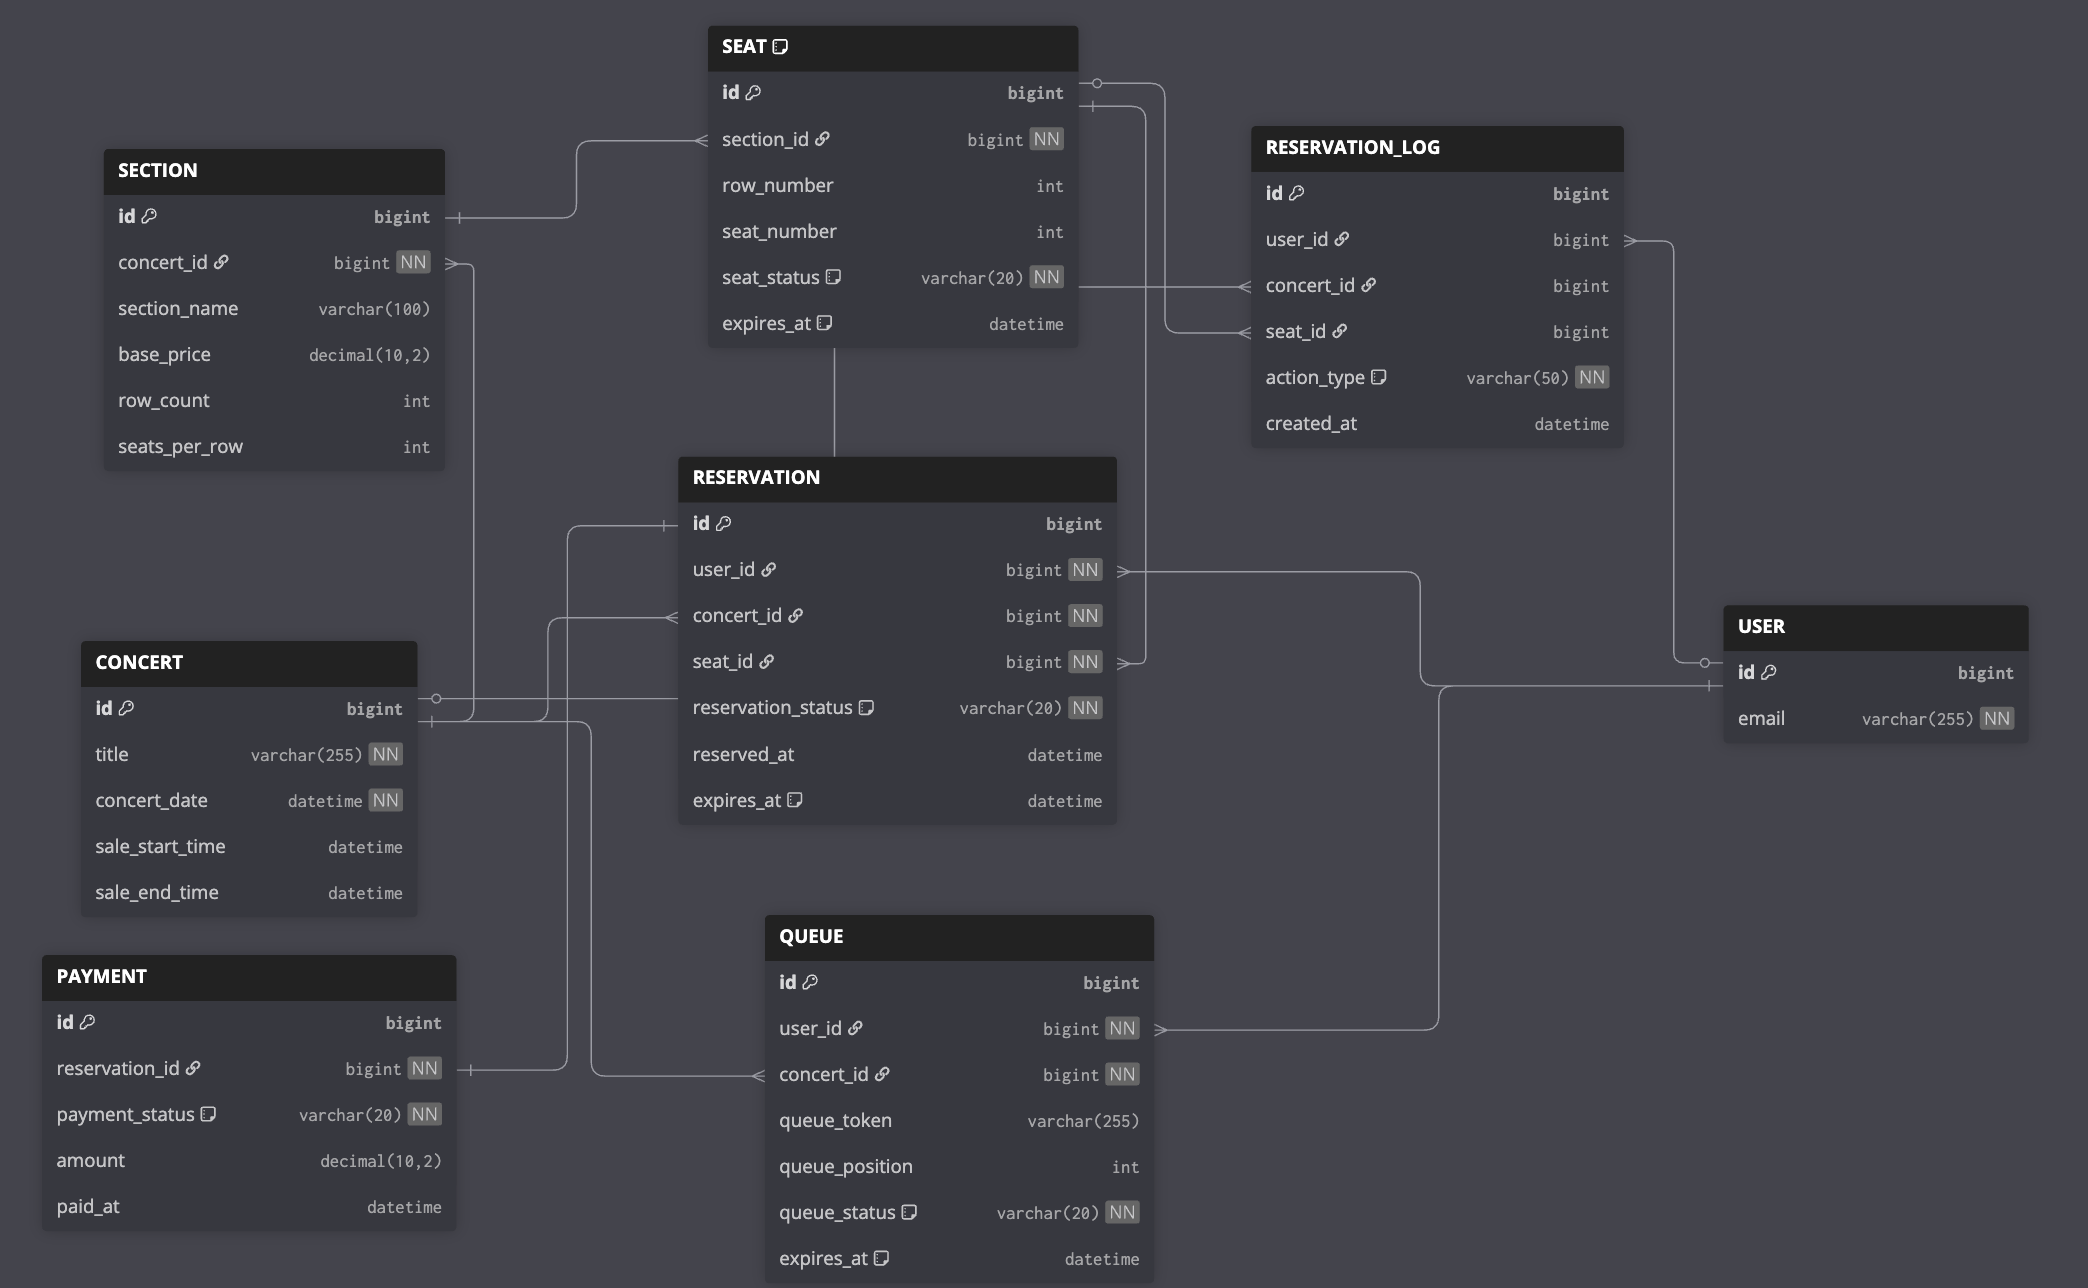 SEAT
id bigint
section_id bigint NN
row_number int
seat_number int
seat_status varchar(20) NN
expires_at datetime
RESERVATION_LOG
id bigint
user_id bigint
concert_id bigint
seat_id bigint
action_type varchar(50) NN
created_at datetime
SECTION
id bigint
concert_id bigint NN
section_name varchar(100)
base_price decimal(10,2)
row_count int
seats_per_row int
RESERVATION
id bigint
user_id bigint NN
concert_id bigint NN
seat_id bigint NN
reservation_status varchar(20) NN
reserved_at datetime
expires_at datetime
USER
id bigint
email varchar(255) NN
CONCERT
id bigint
title varchar(255) NN
concert_date datetime NN
sale_start_time datetime
sale_end_time datetime
PAYMENT
id bigint
reservation_id bigint NN
payment_status varchar(20) NN
amount decimal(10,2)
paid_at datetime
QUEUE
id bigint
user_id bigint NN
concert_id bigint NN
queue_token varchar(255)
queue_position int
queue_status varchar(20) NN
expires_at datetime